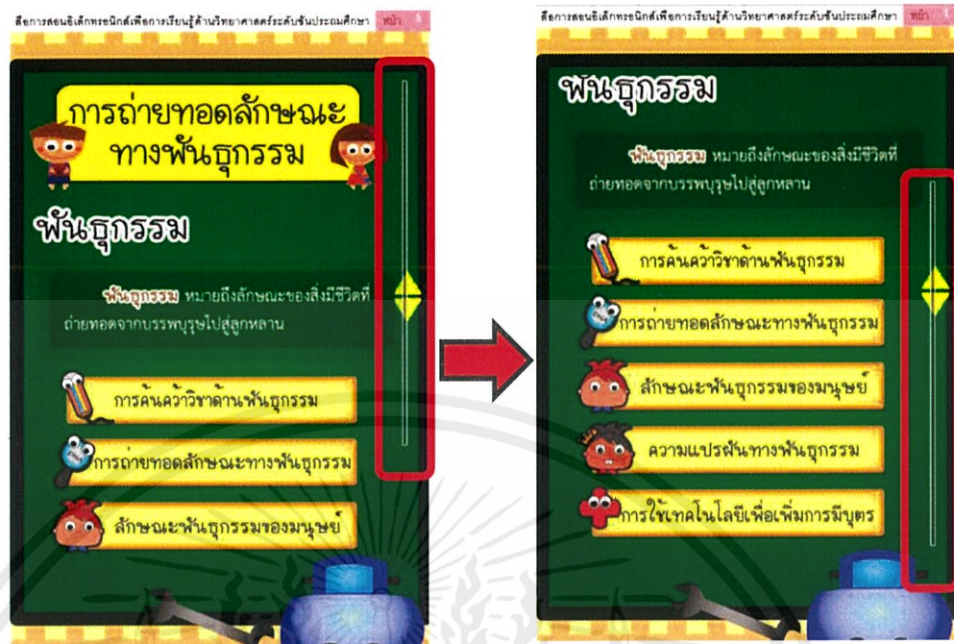 สื่อการสอนอิเล็กทรอนิกส์เพื่อการเรียนรู้ด้านวิทยาศาสตร์ระดับชั้นประถมศึกษา หน้า
การถ่ายทอดลักษณะ
ทางพันธุกรรม
พันธุกรรม
พันธุกรรม หมายถึงลักษณะของสิ่งมีชีวิตที่
ถ่ายทอดจากบรรพบุรุษไปสู่ลูกหลาน
การค้นคว้าวิชาด้านพันธุกรรม
การถ่ายทอดลักษณะทางพันธุกรรม
ลักษณะพันธุกรรมของมนุษย์
สื่อการสอนอิเล็กทรอนิกส์เพื่อการเรียนรู้ด้านวิทยาศาสตร์ระดับชั้นประถมศึกษา หน้า
พันธุกรรม
พันธุกรรม หมายถึงลักษณะของสิ่งมีชีวิตที่
ถ่ายทอดจากบรรพบุรุษไปสู่ลูกหลาน
การค้นคว้าวิชาด้านพันธุกรรม
การถ่ายทอดลักษณะทางพันธุกรรม
ลักษณะพันธุกรรมของมนุษย์
ความแปรผันทางพันธุกรรม
การใช้เทคโนโลยีเพื่อเพิ่มการมีบุตร